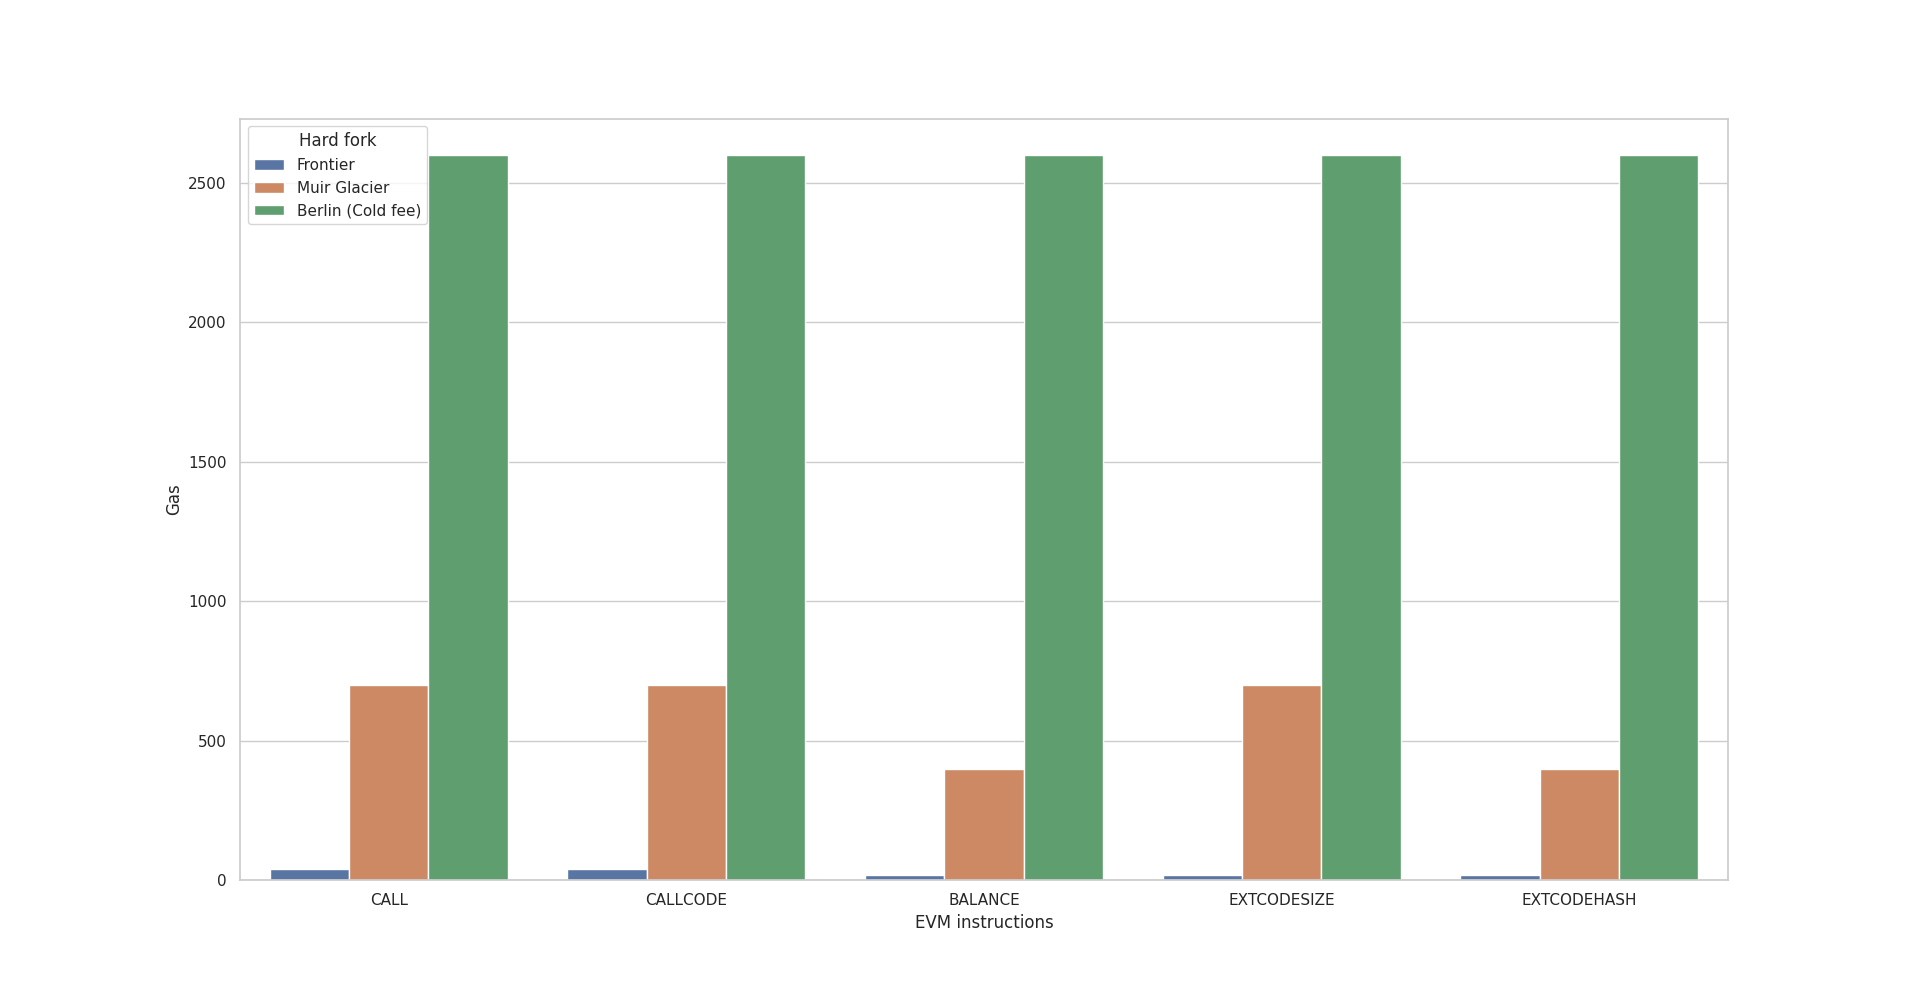 Hard fork
Frontier
Muir Glacier
Berlin (Cold fee)
2500
2000
1500
1000
500
0
Gas
CALL CALLCODE BALANCE EXTCODESIZE EXTCODEHASH
EVM instructions